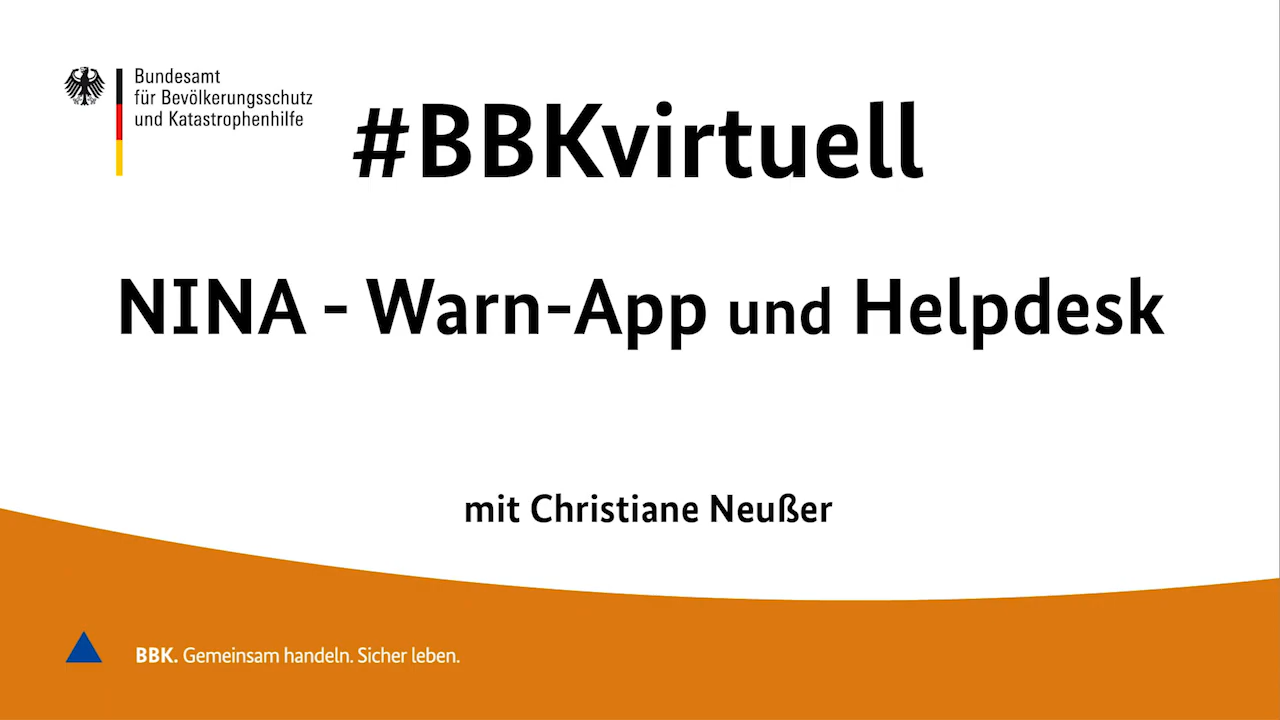 Bundesamt
für Bevölkerungsschutz
und Katastrophenhilfe
#BBKvirtuell
NINA - Warn-App und Helpdesk
mit Christiane Neußer
BBK. Gemeinsam handeln. Sicher leben.